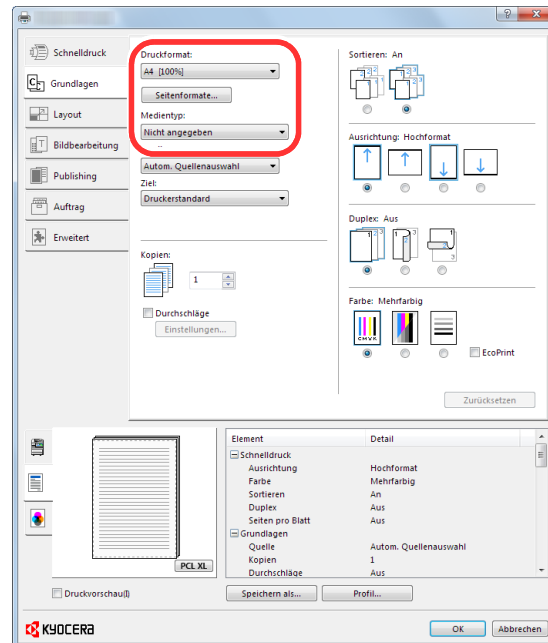 Schnelldruck
Grundlagen
Layout
Bildbearbeitung
Publishing
Auftrag
Erweitert
Druckformat:
A4 [100%]
Seitenformate...
Medientyp:
Nicht angegeben
Autom. Quellenauswahl
Ziel:
Druckerstandard
Kopien:
1
Durchschläge
Einstellungen...
Sortieren: An
Ausrichtung: Hochformat
Duplex: Aus
Farbe: Mehrfarbig
CMYK
EcoPrint
Zurücksetzen
PCL XL
Druckvorschau(l)
Element Detail
Schnelldruck
Ausrichtung Hochformat
Farbe Mehrfarbig
Sortieren An
Duplex Aus
Seiten pro Blatt Aus
Grundlagen
Quelle Autom. Quellenauswahl
Kopien 1
Durchschläge Aus
Speichern als... Profil...
KYOCERA
OK Abbrechen